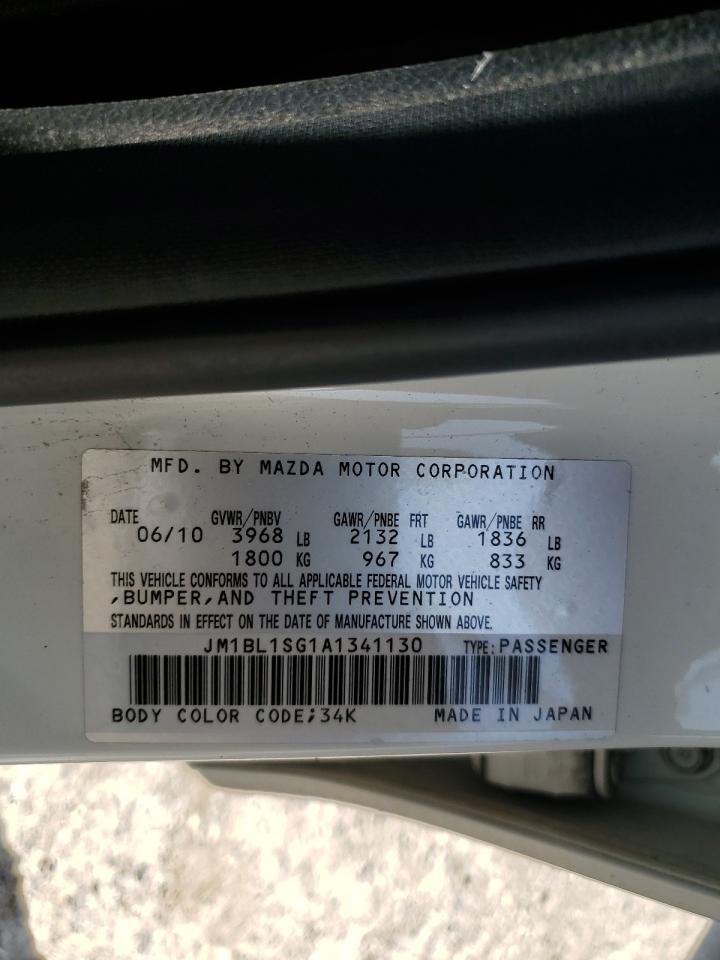 MFD. BY MAZDA MOTOR CORPORATION
DATE GVWR/PNBV GAWR/PNBE FRT GAWR/PNBE RR
06/10 3968 LB 2132 LB 1836 LB
1800 KG 967 KG 833 KG
THIS VEHICLE CONFORMS TO ALL APPLICABLE FEDERAL MOTOR VEHICLE SAFETY
,BUMPER,AND THEFT PREVENTION
STANDARDS IN EFFECT ON THE DATE OF MANUFACTURE SHOWN ABOVE.
JM1BL1SG1A1341130 TYPE: PASSENGER
BODY COLOR CODE;34K MADE IN JAPAN